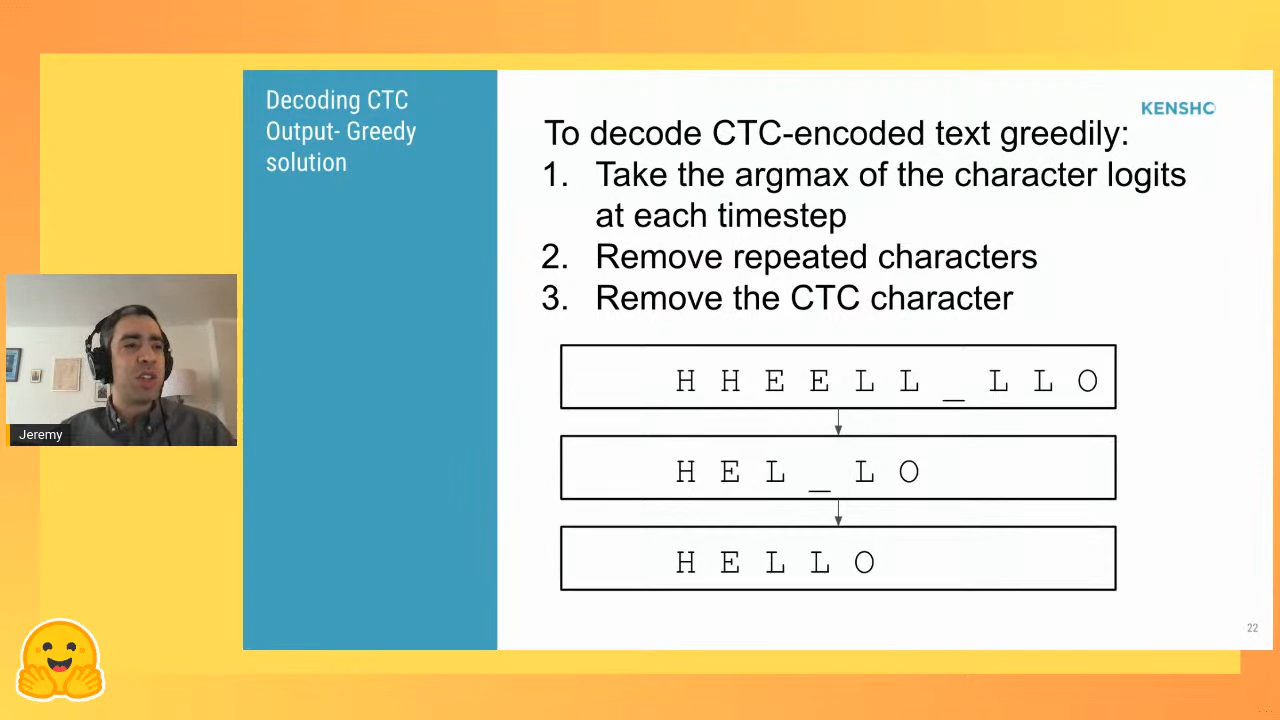 Decoding CTC
Output- Greedy
solution
KENSHO
To decode CTC-encoded text greedily:
1. Take the argmax of the character logits
at each timestep
2. Remove repeated characters
3. Remove the CTC character
H H E E L L _ L L O
H E L _ L O
H E L L O
Jeremy
22